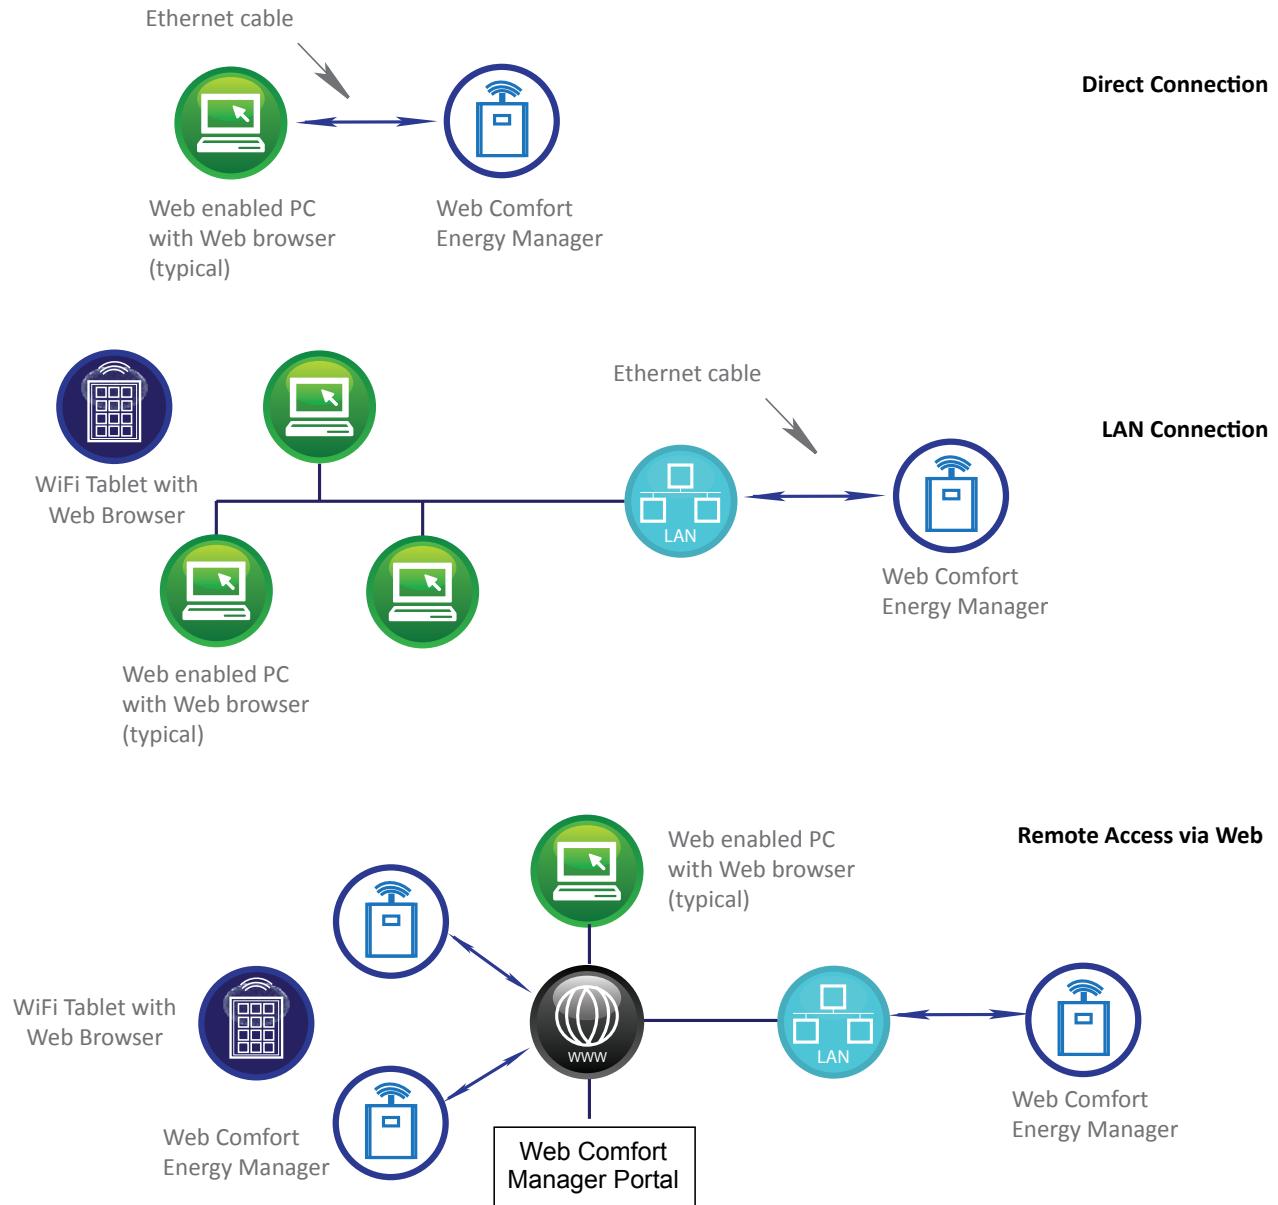 Ethernet cable
Direct Connection
Web enabled PC
with Web browser
(typical)
Web Comfort
Energy Manager
Ethernet cable
LAN Connection
WiFi Tablet with
Web Browser
LAN
Web Comfort
Energy Manager
Web enabled PC
with Web browser
(typical)
Remote Access via Web
Web enabled PC
with Web browser
(typical)
WiFi Tablet with
Web Browser
www
LAN
Web Comfort
Energy Manager
Web Comfort
Energy Manager
Web Comfort
Manager Portal